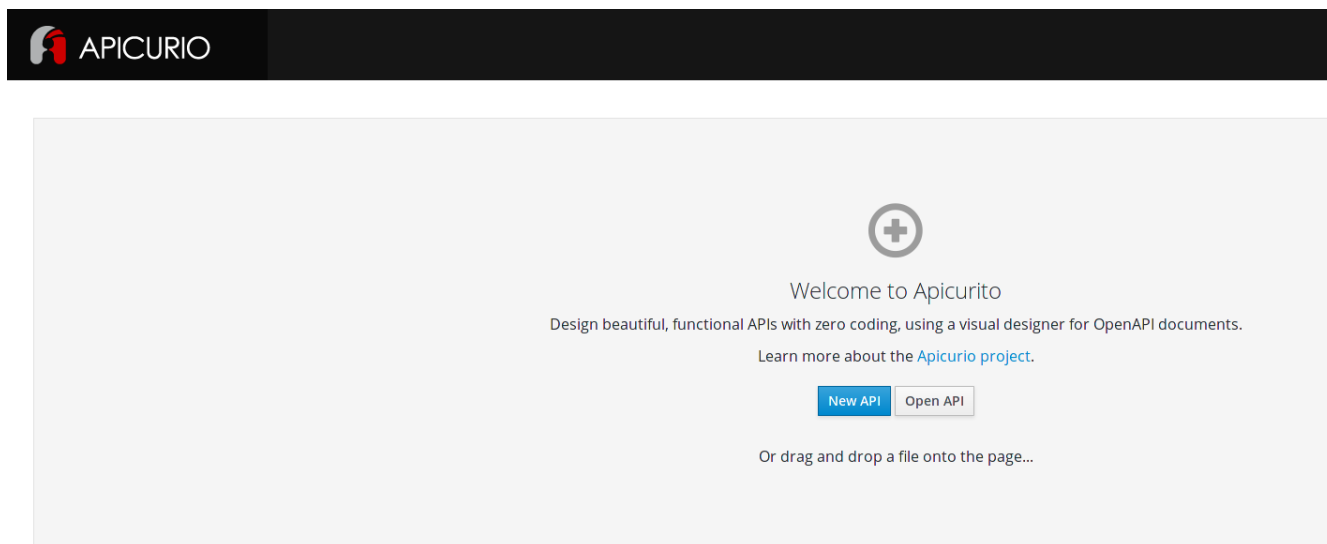 APICURIO
Welcome to Apicurito
Design beautiful, functional APIs with zero coding, using a visual designer for OpenAPI documents.
Learn more about the Apicurio project.
New API Open API
Or drag and drop a file onto the page...